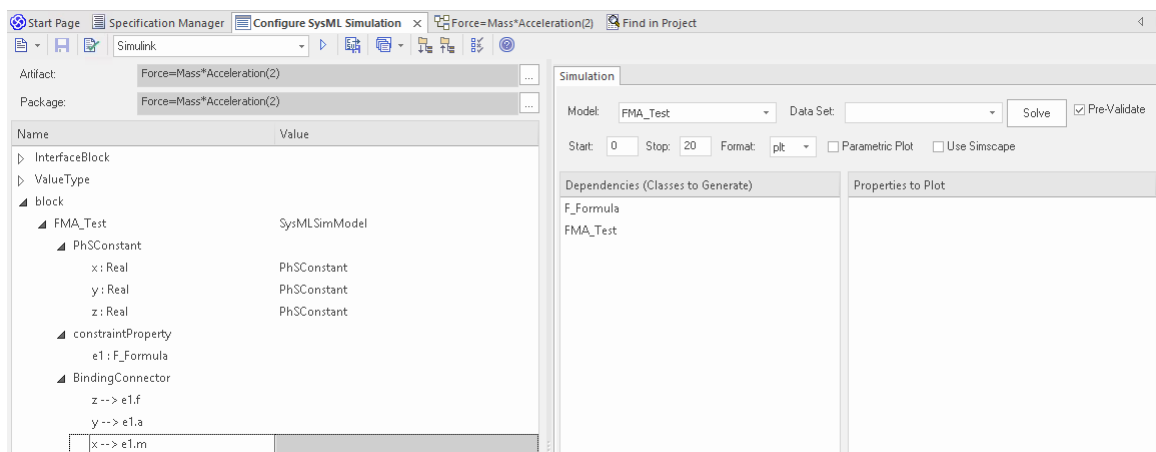 Start Page Specification Manager Configure SysML Simulation × Force=Mass*Acceleration(2) Find in Project
Simulink
Artifact: Force=Mass*Acceleration(2) ...
Package: Force=Mass*Acceleration(2) ...
Name Value
InterfaceBlock
ValueType
block
FMA_Test SysMLSimModel
PhSConstant
x : Real PhSConstant
y : Real PhSConstant
z : Real PhSConstant
constraintProperty
e1 : F_Formula
BindingConnector
z --> e1.f
y --> e1.a
x --> e1.m
Simulation
Model: FMA_Test Data Set: Solve Pre-Validate
Start: 0 Stop: 20 Format: plt Parametric Plot Use Simscape
Dependencies (Classes to Generate) Properties to Plot
F_Formula
FMA_Test